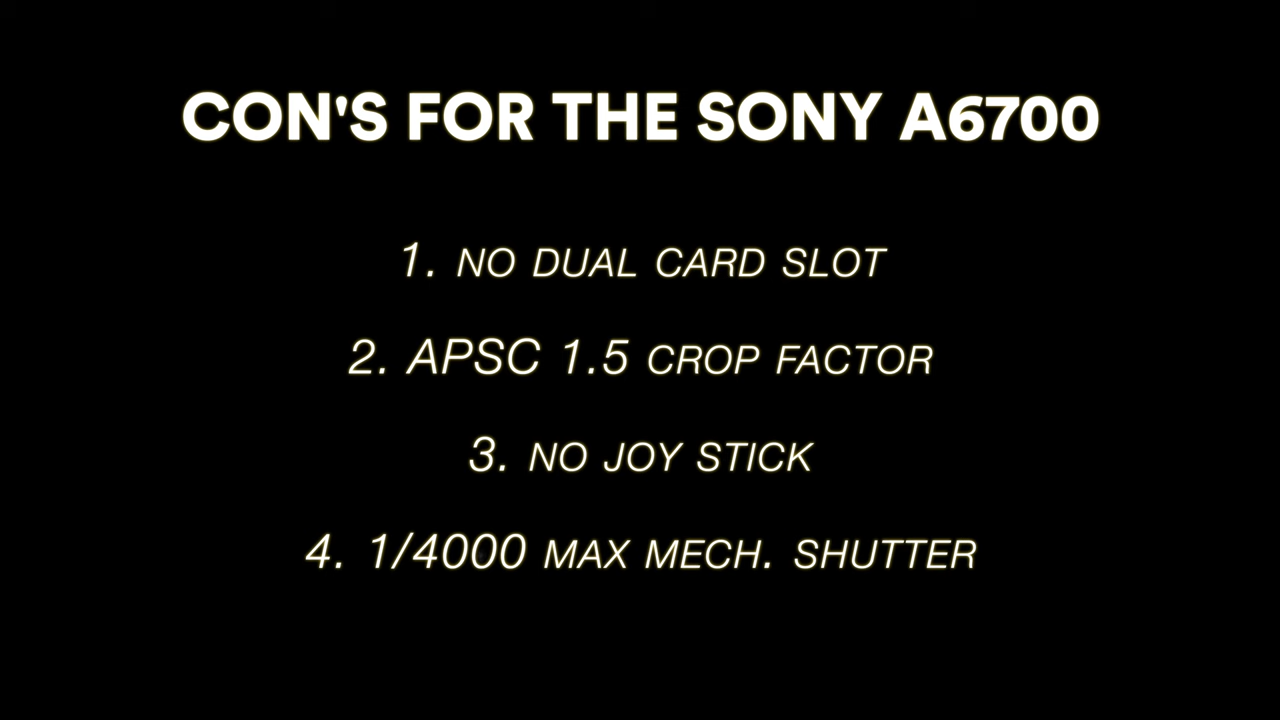 CON'S FOR THE SONY A6700
1. NO DUAL CARD SLOT
2. APSC 1.5 CROP FACTOR
3. NO JOY STICK
4. 1/4000 MAX MECH. SHUTTER